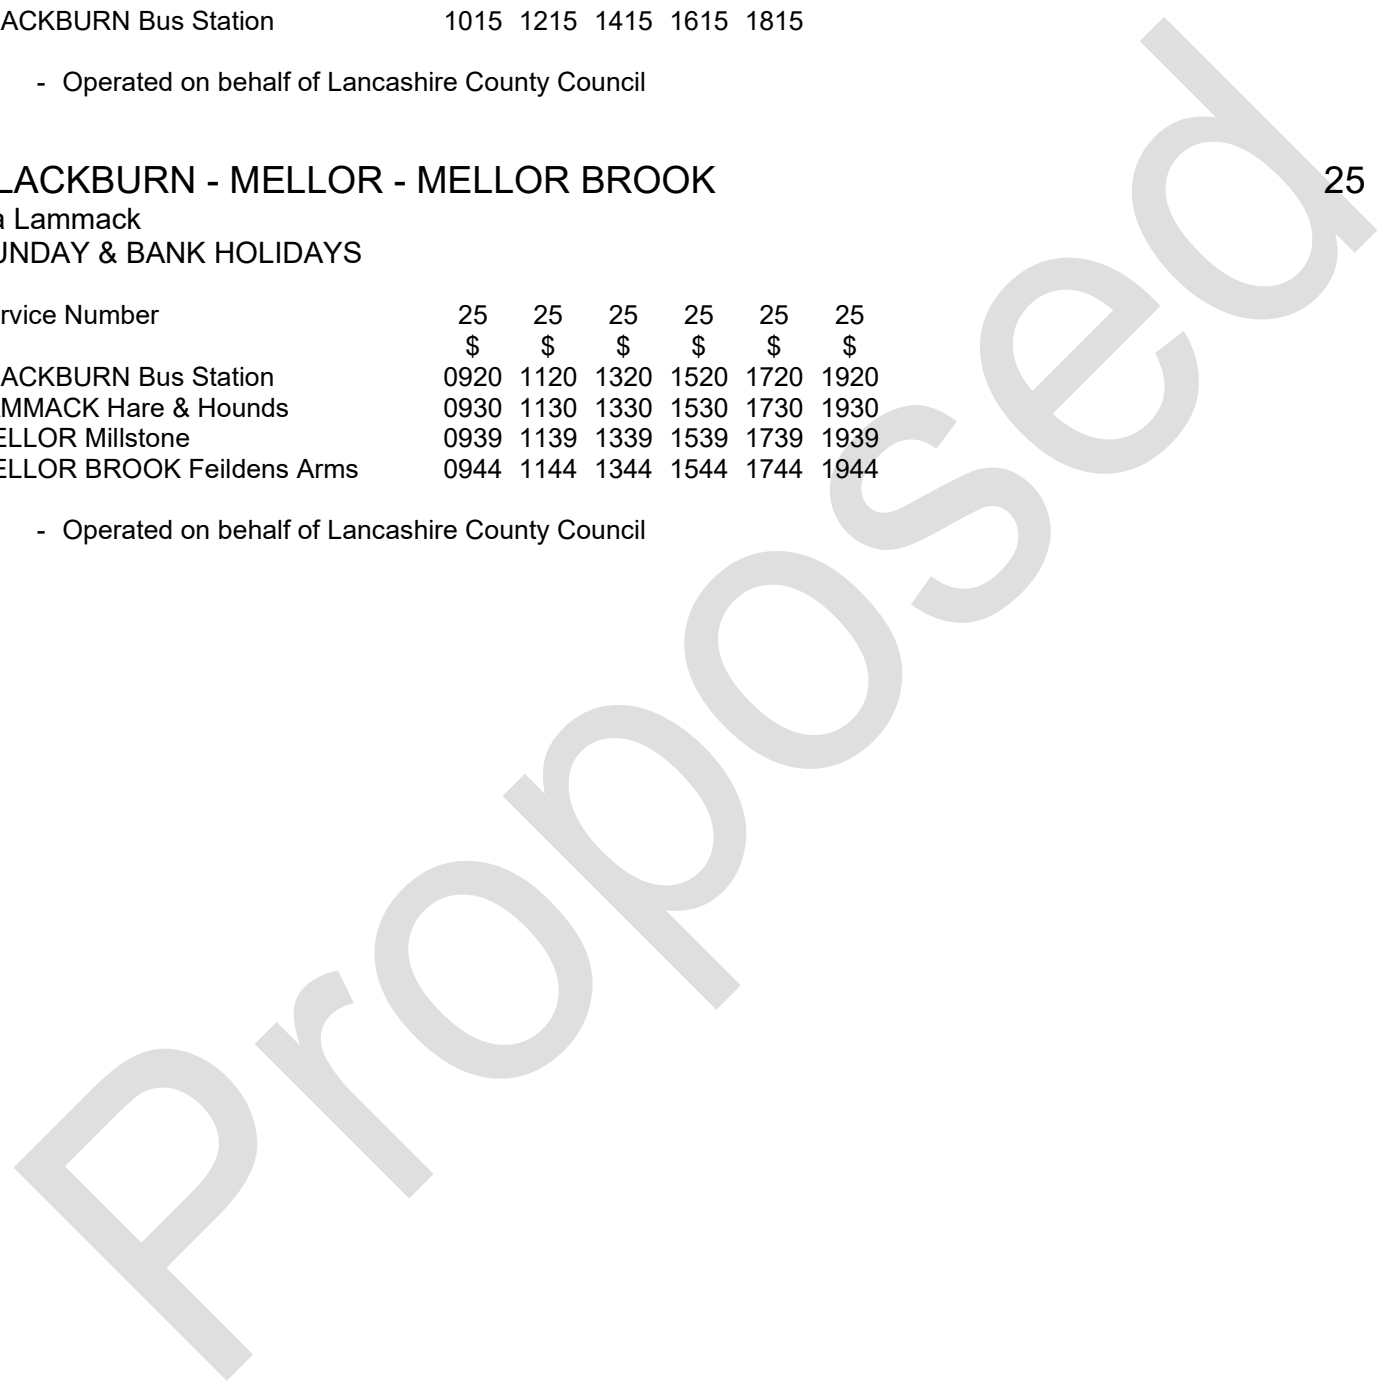 ACKBURN Bus Station 1015 1215 1415 1615 1815
- Operated on behalf of Lancashire County Council
LACKBURN - MELLOR - MELLOR BROOK 25
a Lammack
UNDAY & BANK HOLIDAYS
rvice Number 25 25 25 25 25 25
$ $ $ $ $ $
ACKBURN Bus Station 0920 1120 1320 1520 1720 1920
MMACK Hare & Hounds 0930 1130 1330 1530 1730 1930
ELLOR Millstone 0939 1139 1339 1539 1739 1939
ELLOR BROOK Feildens Arms 0944 1144 1344 1544 1744 1944
- Operated on behalf of Lancashire County Council
Proposed